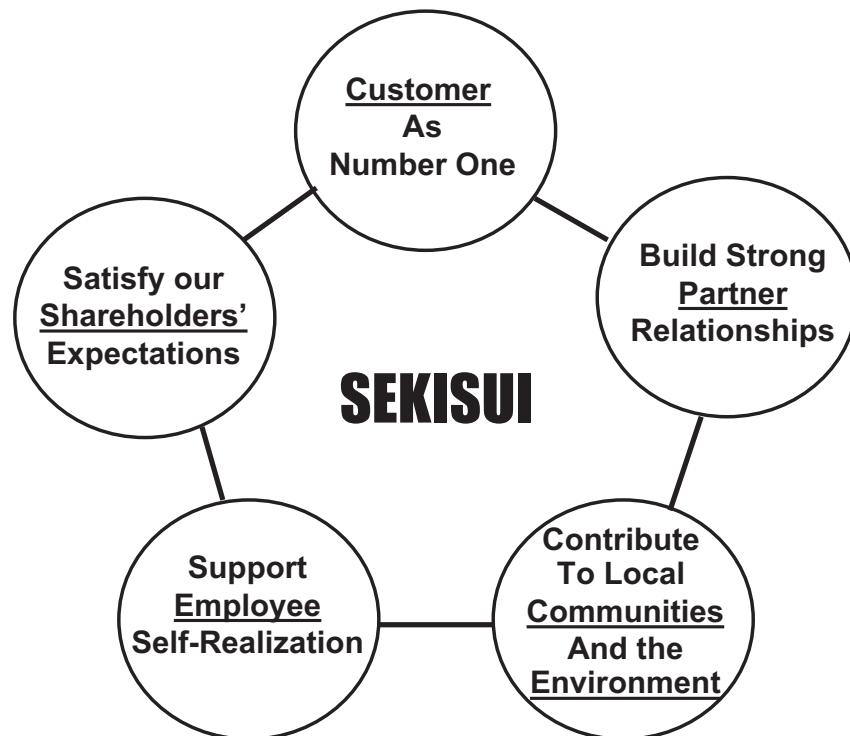 Customer
As
Number One
Build Strong
Partner
Relationships
Satisfy our
Shareholders’
Expectations
SEKISUI
Support
Employee
Self-Realization
Contribute
To Local
Communities
And the
Environment